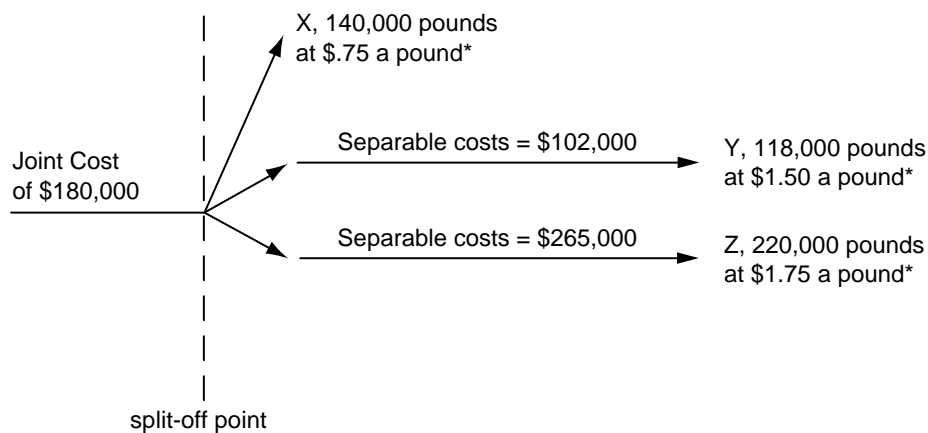 X, 140,000 pounds
at $.75 a pound*
Separable costs = $102,000
Y, 118,000 pounds
at $1.50 a pound*
Joint Cost
of $180,000
Separable costs = $265,000
Z, 220,000 pounds
at $1.75 a pound*
split-off point